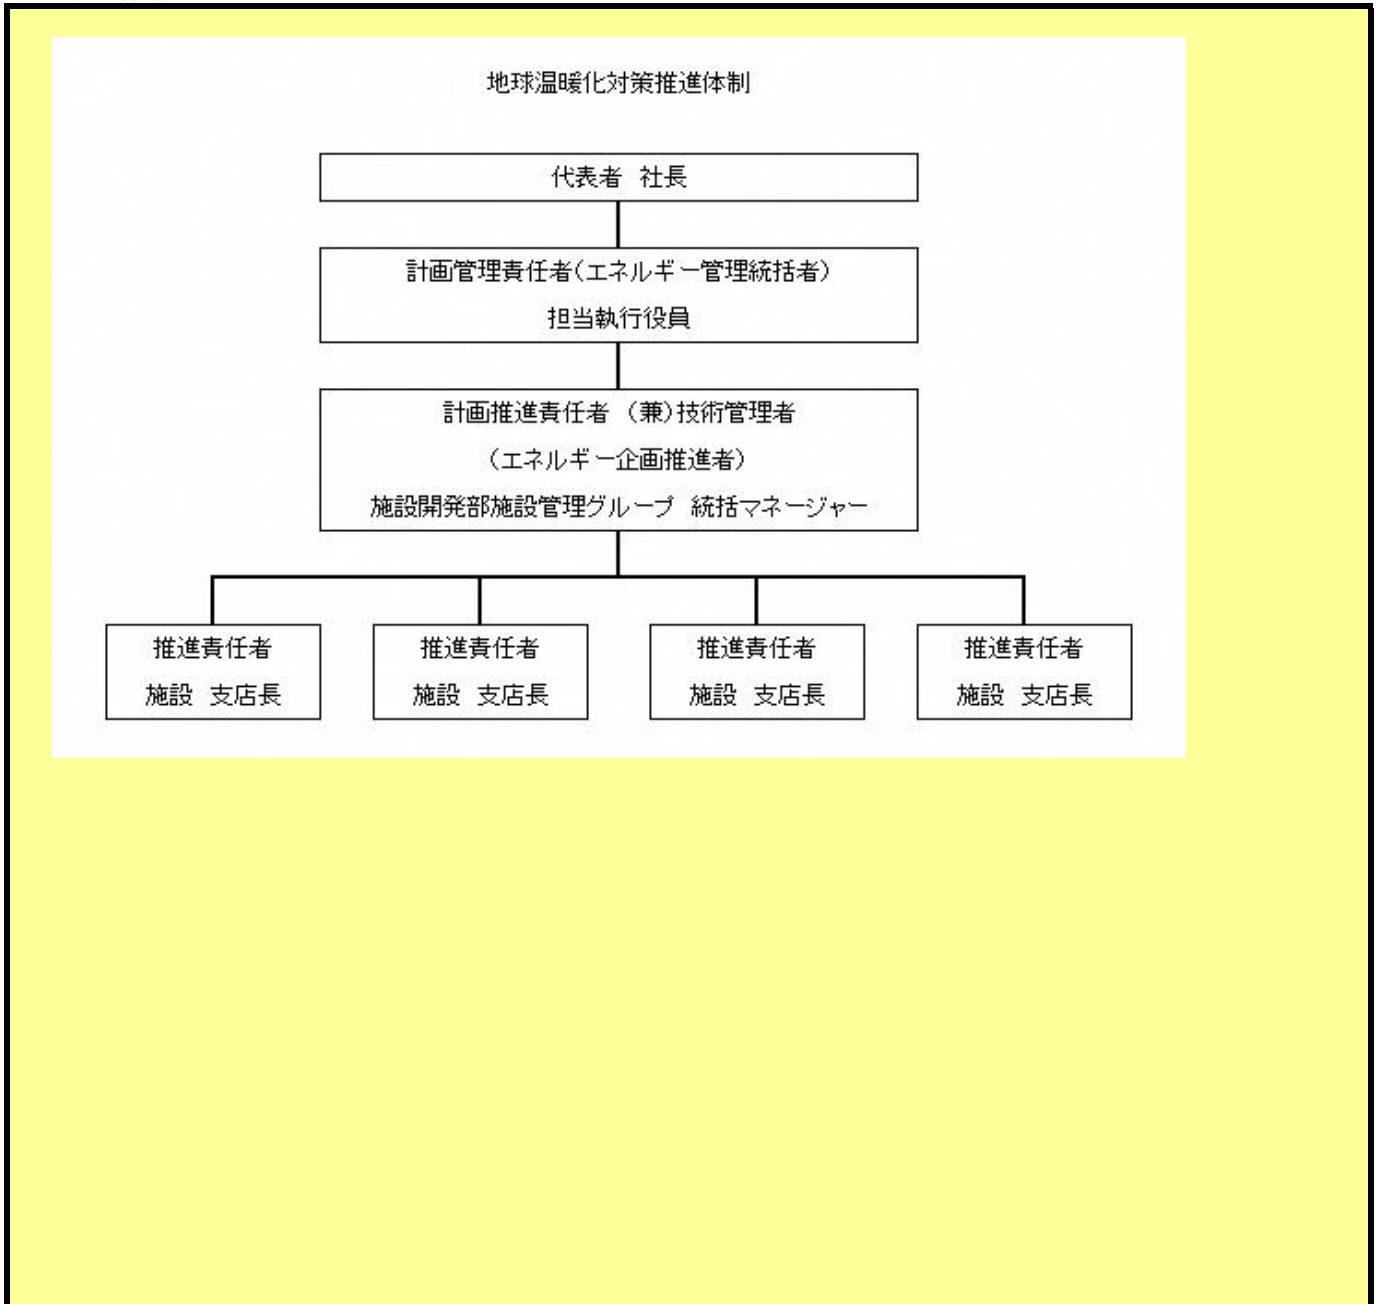 地球温暖化対策推進体制
代表者 社長
計画管理責任者(エネルギー管理統括者)
担当執行役員
計画推進責任者 (兼)技術管理者
(エネルギー企画推進者)
施設開発部施設管理グループ 統括マネージャー
推進責任者
施設 支店長
推進責任者
施設 支店長
推進責任者
施設 支店長
推進責任者
施設 支店長